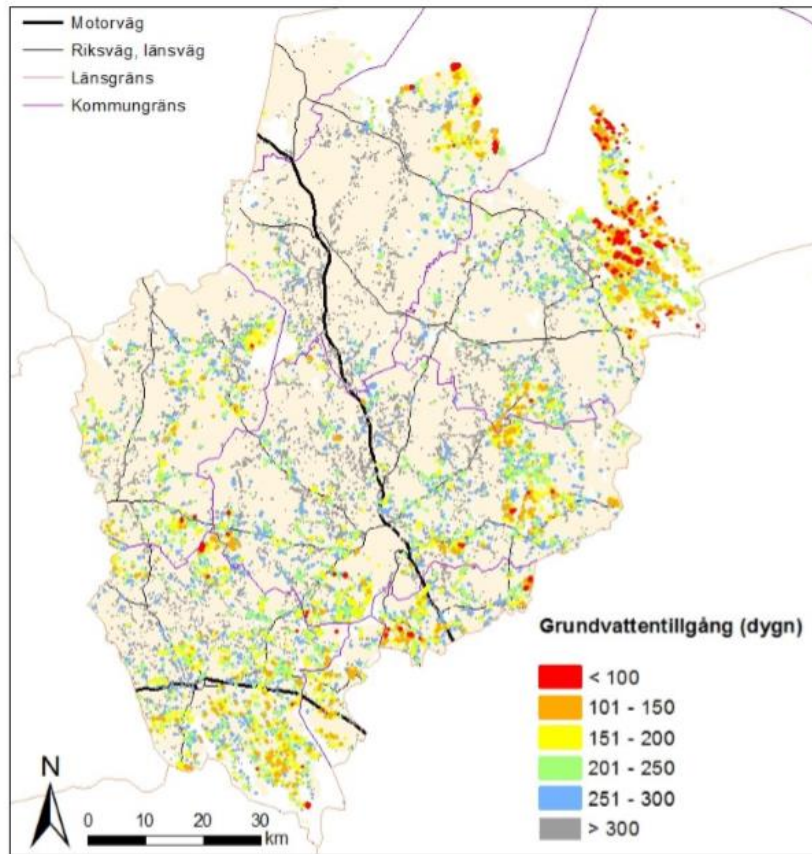 Motorväg
Riksväg, länsväg
Länsgräns
Kommungräns
Grundvattentillgång (dygn)
< 100
101 - 150
151 - 200
201 - 250
251 - 300
> 300
N
0 10 20 30
km